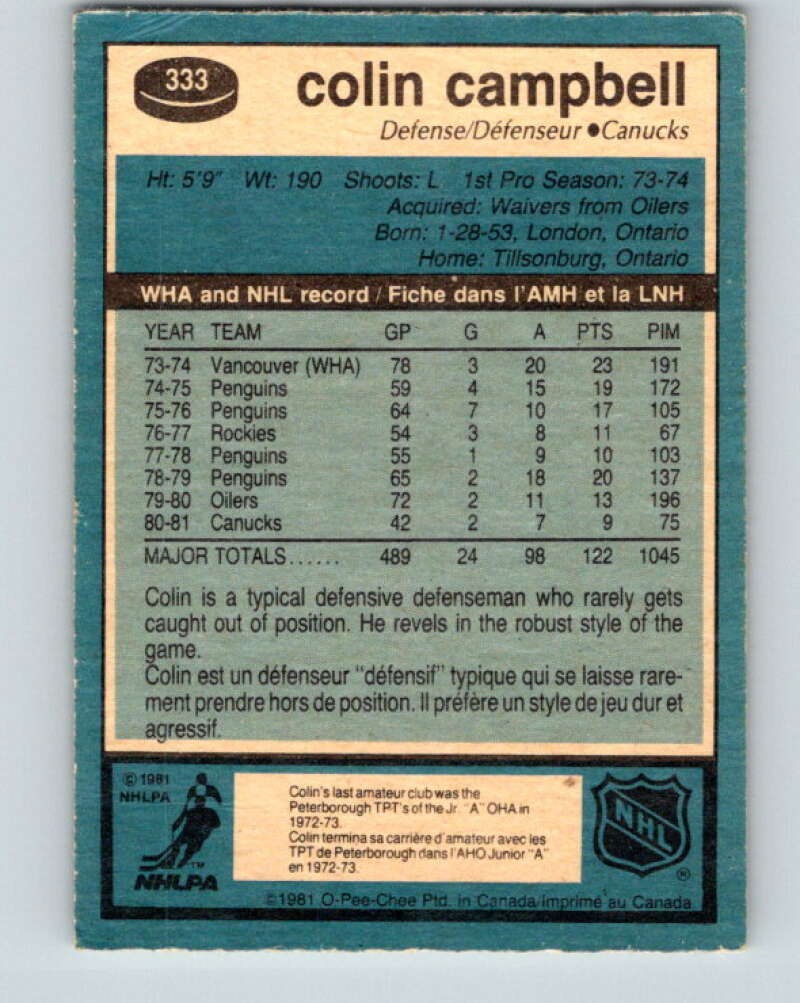 333
colin campbell
Defense/Défenseur ●Canucks
Ht: 5'9" Wt: 190 Shoots: L 1st Pro Season: 73-74
Acquired: Waivers from Oilers
Born: 1-28-53, London, Ontario
Home: Tillsonburg, Ontario
WHA and NHL record / Fiche dans l'AMH et la LNH
YEAR TEAM GP G A PTS PIM
73-74 Vancouver (WHA) 78 3 20 23 191
74-75 Penguins 59 4 15 19 172
75-76 Penguins 64 7 10 17 105
76-77 Rockies 54 3 8 11 67
77-78 Penguins 55 1 9 10 103
78-79 Penguins 65 2 18 20 137
79-80 Oilers 72 2 11 13 196
80-81 Canucks 42 2 7 9 75
MAJOR TOTALS...... 489 24 98 122 1045
Colin is a typical defensive defenseman who rarely gets
caught out of position. He revels in the robust style of the
game.
Colin est un défenseur "défensif" typique qui se laisse rare-
ment prendre hors de position. Il préfère un style de jeu dur et
agressif.
© 1981
NHLPA
TM
NHLPA
Colin's last amateur club was the
Peterborough TPT's of the Jr. "A" OHA in
1972-73.
Colin termina sa carrière d'amateur avec les
TPT de Peterborough dans l'AHO Junior "A"
en 1972-73.
NHL
®
©1981 O-Pee-Chee Ptd. in Canada/Imprimé au Canada